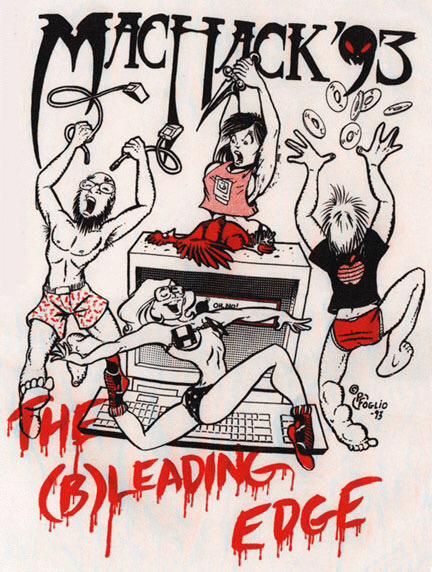 MACHACK '93
OH, NO!
© P. FOGLIO
-93
THE
(B)LEADING
EDGE